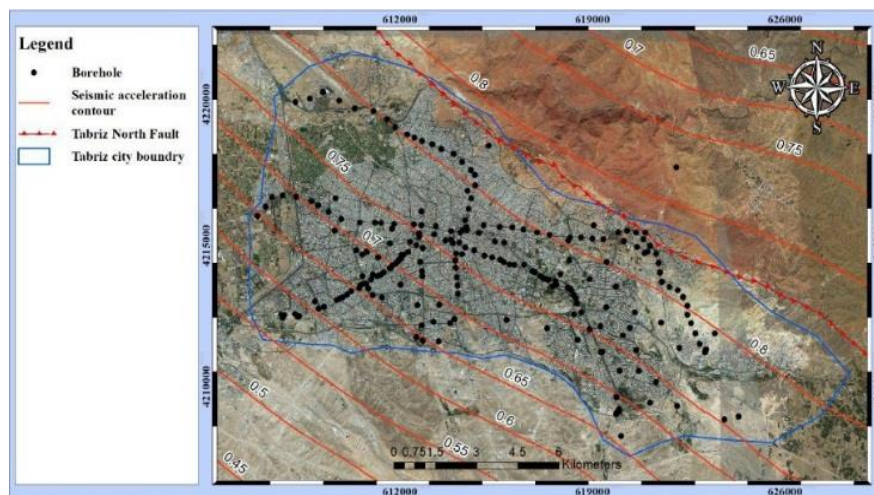 612000
619000
626000
Legend
Borehole
Seismic acceleration
contour
Tabriz North Fault
Tabriz city boundry
4220000
4215000
4210000
N
W
E
S
0.65
0.7
0.8
0.75
0.75
0.7
0.8
0.65
0.5
0.6
0.55
0.45
0 0.75 1.5 3 4.5 6
Kilometers
612000
619000
626000